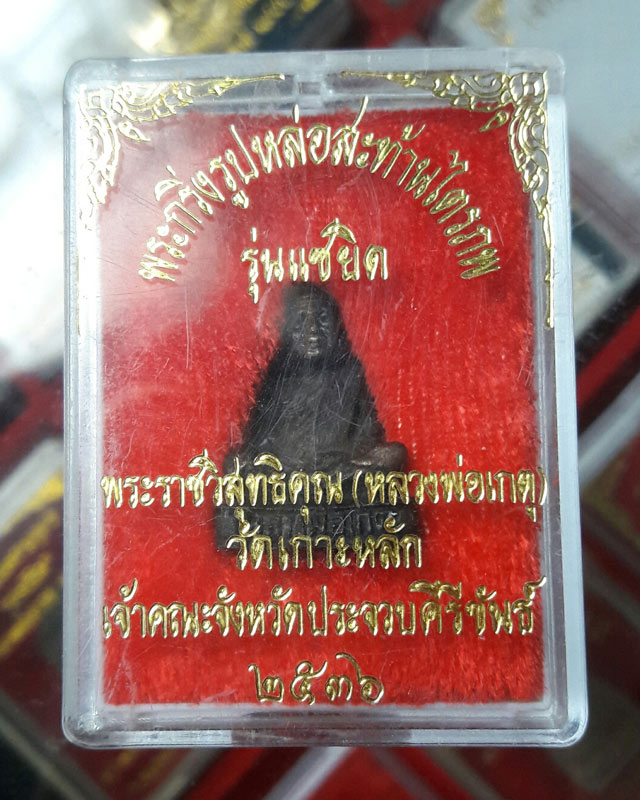 พระกริ่งรูปหล่อสะท้านไตรภพ
รุ่นแซยิด
พระราชวิสุทธิคุณ (หลวงพ่อเกตุ)
วัดเกาะหลัก
เจ้าคณะจังหวัดประจวบคีรีขันธ์
๒๕๓๖